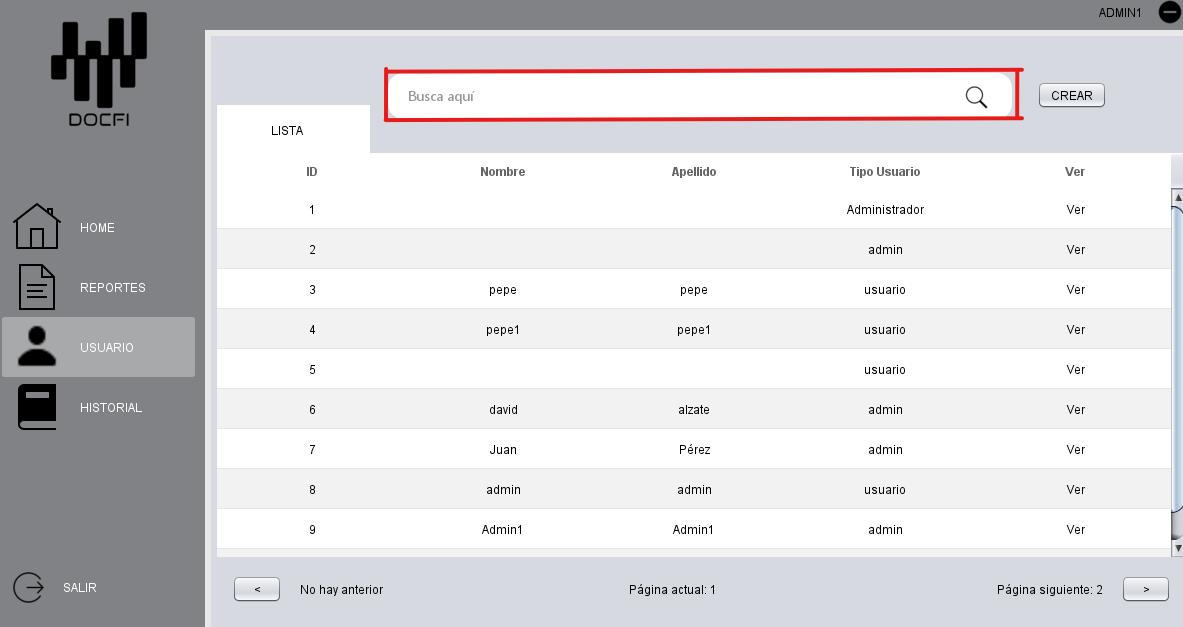 ADMIN1
DOCFI
Busca aquí
CREAR
LISTA
ID Nombre Apellido Tipo Usuario Ver
1 Administrador Ver
HOME
2 admin Ver
REPORTES
3 pepe pepe usuario Ver
4 pepe1 pepe1 usuario Ver
USUARIO
5 usuario Ver
HISTORIAL
6 david alzate admin Ver
7 Juan Pérez admin Ver
8 admin admin usuario Ver
9 Admin1 Admin1 admin Ver
SALIR
< No hay anterior Página actual: 1 Página siguiente: 2 >